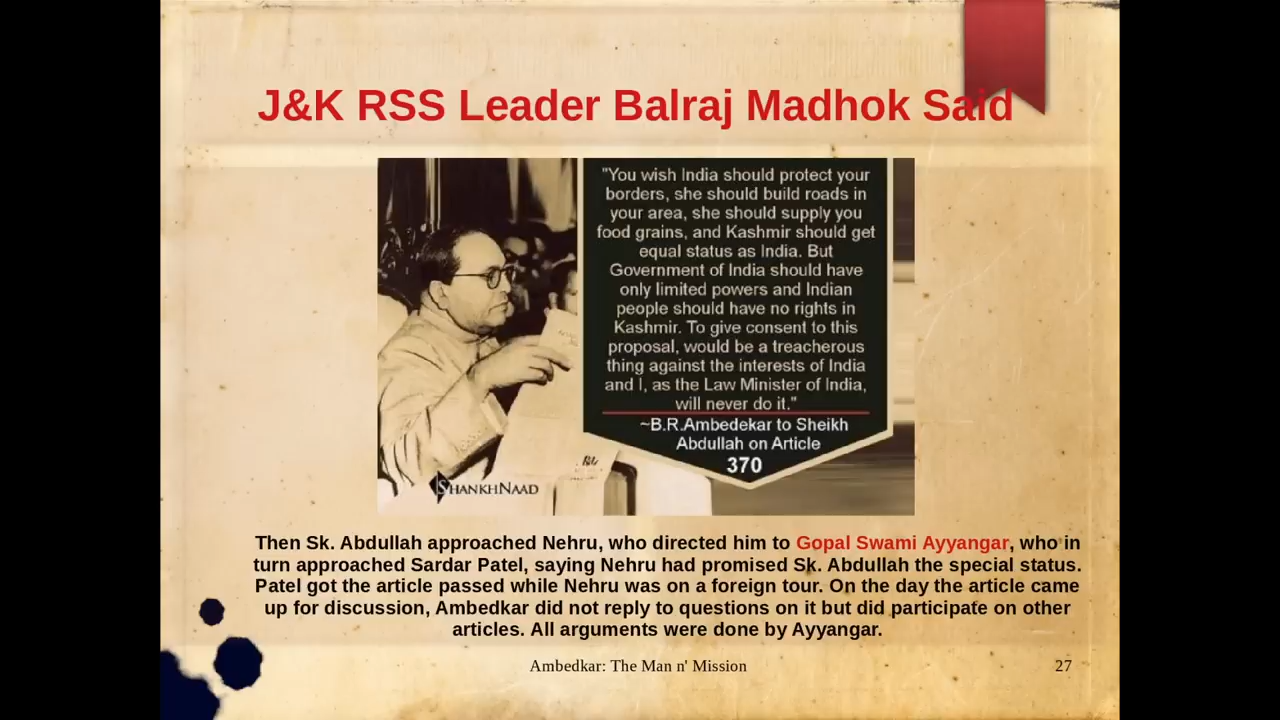 J&K RSS Leader Balraj Madhok Said
"You wish India should protect your
borders, she should build roads in
your area, she should supply you
food grains, and Kashmir should get
equal status as India. But
Government of India should have
only limited powers and Indian
people should have no rights in
Kashmir. To give consent to this
proposal, would be a treacherous
thing against the interests of India
and I, as the Law Minister of India,
will never do it."
~B.R.Ambedekar to Sheikh
Abdullah on Article
370
SHANKHNAAD
Then Sk. Abdullah approached Nehru, who directed him to Gopal Swami Ayyangar, who in
turn approached Sardar Patel, saying Nehru had promised Sk. Abdullah the special status.
Patel got the article passed while Nehru was on a foreign tour. On the day the article came
up for discussion, Ambedkar did not reply to questions on it but did participate on other
articles. All arguments were done by Ayyangar.
Ambedkar: The Man n' Mission
27